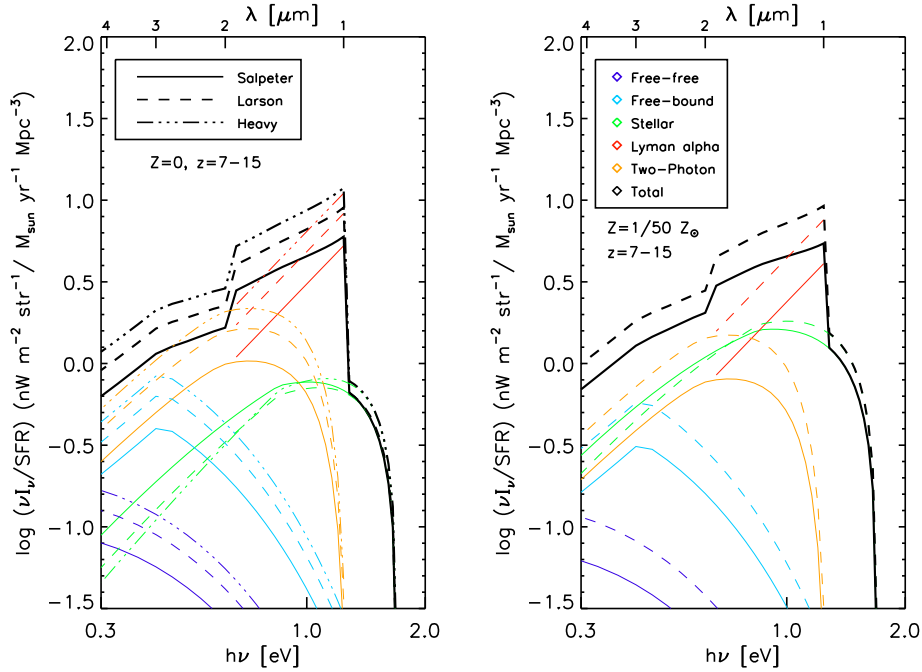 λ [μm]
4 3 2 1
2.0
1.5
1.0
0.5
0.0
−0.5
−1.0
−1.5
log (νIν/SFR) (nW m⁻² str⁻¹/ Msun yr⁻¹ Mpc⁻³)
Salpeter
Larson
Heavy
Z=0, z=7−15
0.3 1.0 2.0
hν [eV]
λ [μm]
4 3 2 1
2.0
1.5
1.0
0.5
0.0
−0.5
−1.0
−1.5
log (νIν/SFR) (nW m⁻² str⁻¹/ Msun yr⁻¹ Mpc⁻³)
Free−free
Free−bound
Stellar
Lyman alpha
Two−Photon
Total
Z=1/50 Z⊙
z=7−15
0.3 1.0 2.0
hν [eV]